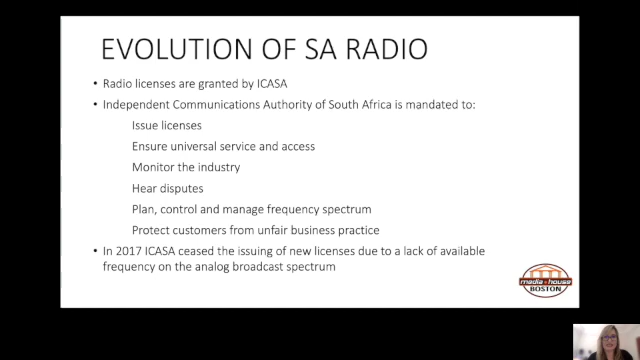 EVOLUTION OF SA RADIO
• Radio licenses are granted by ICASA
• Independent Communications Authority of South Africa is mandated to:
Issue licenses
Ensure universal service and access
Monitor the industry
Hear disputes
Plan, control and manage frequency spectrum
Protect customers from unfair business practice
• In 2017 ICASA ceased the issuing of new licenses due to a lack of available
frequency on the analog broadcast spectrum
media house
BOSTON